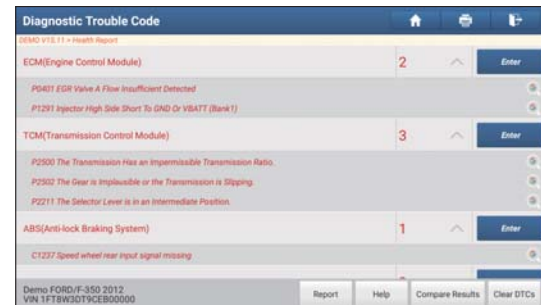 Diagnostic Trouble Code
DEMO V15.11 > Health Report
ECM(Engine Control Module) 2 Enter
P0401 EGR Valve A Flow Insufficient Detected
P1291 Injector High Side Short To GND Or VBATT (Bank1)
TCM(Transmission Control Module) 3 Enter
P2500 The Transmission Has an Impermissible Transmission Ratio.
P2502 The Gear is Implausible or the Transmission is Slipping.
P2211 The Selector Lever is in an Intermediate Position.
ABS(Anti-lock Braking System) 1 Enter
C1237 Speed wheel rear input signal missing
Demo FORD/F-350 2012
VIN 1FT8W3DT9CEB00000
Report Help Compare Results Clear DTCs